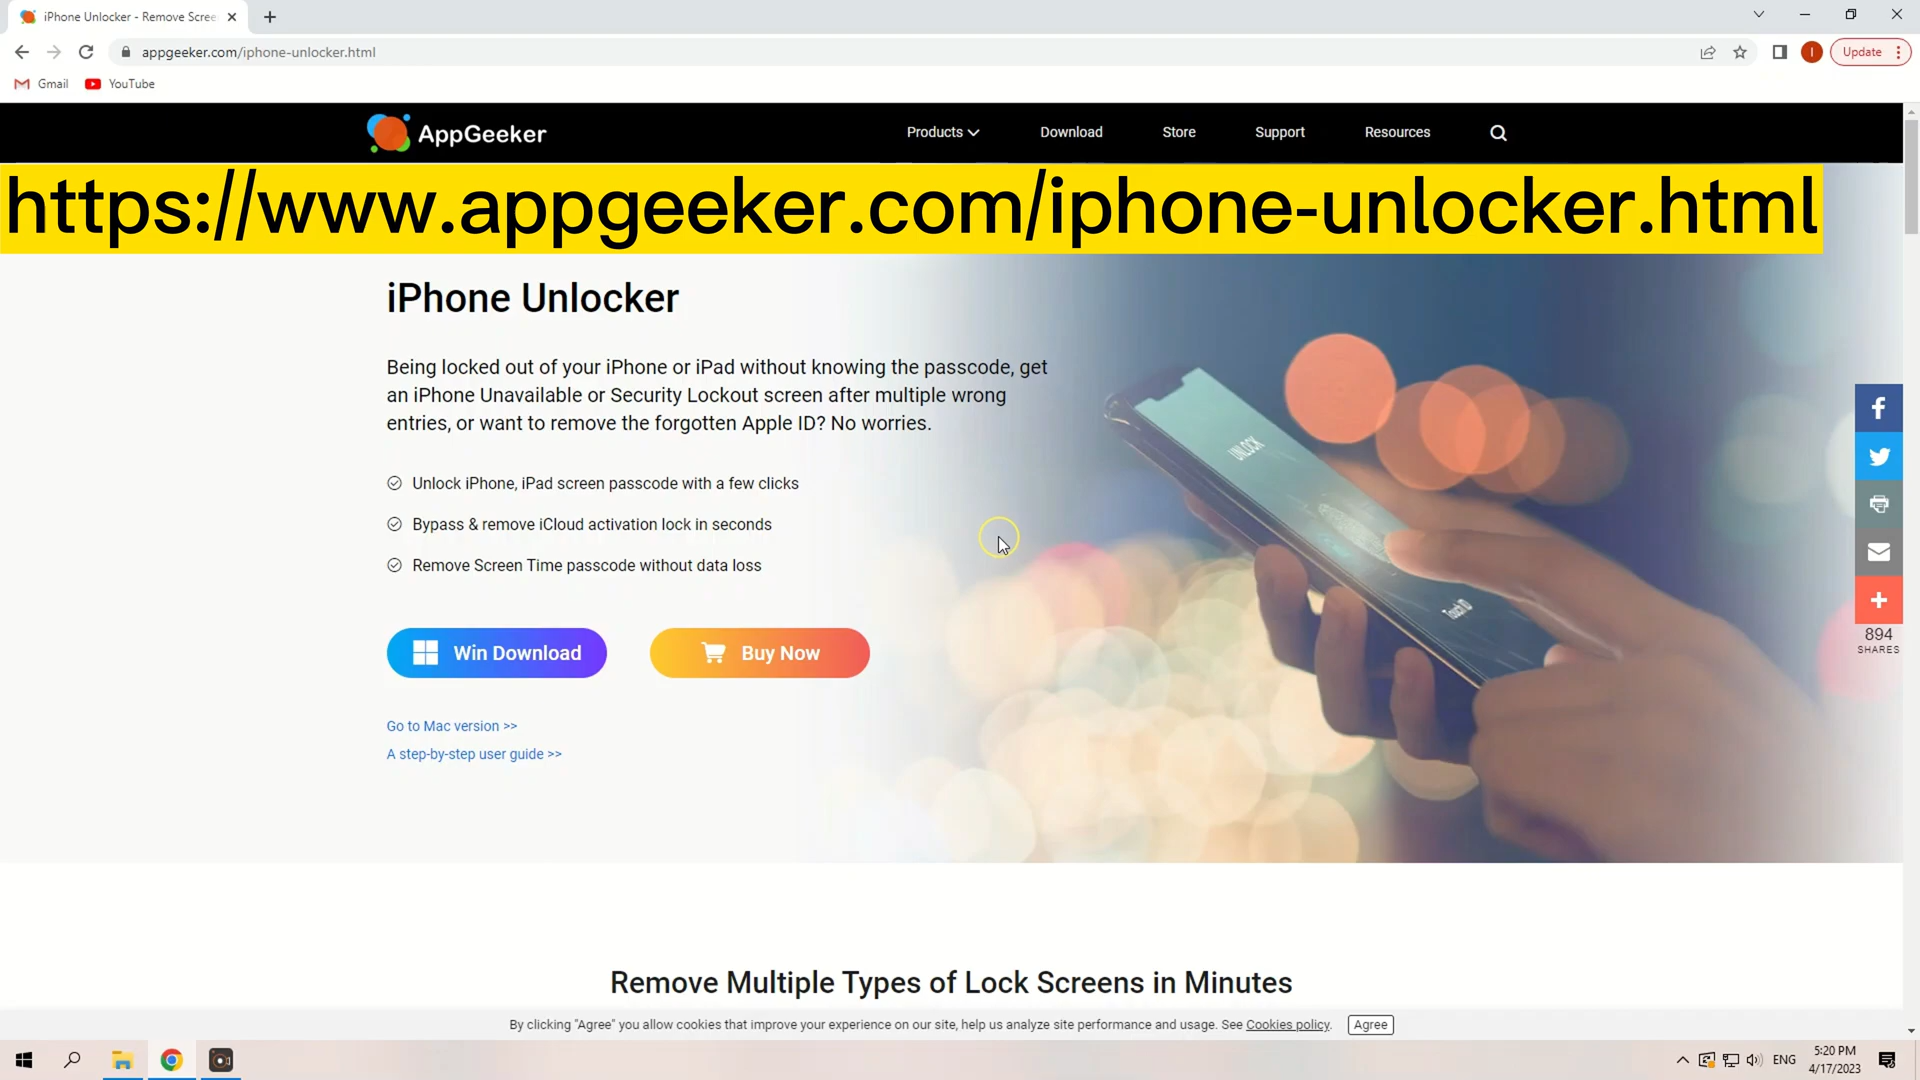 iPhone Unlocker - Remove Scree
appgeeker.com/iphone-unlocker.html
I
Update
Gmail
YouTube
AppGeeker
Products
Download
Store
Support
Resources
https://www.appgeeker.com/iphone-unlocker.html
iPhone Unlocker
Being locked out of your iPhone or iPad without knowing the passcode, get
an iPhone Unavailable or Security Lockout screen after multiple wrong
entries, or want to remove the forgotten Apple ID? No worries.
Unlock iPhone, iPad screen passcode with a few clicks
Bypass & remove iCloud activation lock in seconds
Remove Screen Time passcode without data loss
Win Download
Buy Now
Go to Mac version >>
A step-by-step user guide >>
UNLOCK
Touch ID
894
SHARES
Remove Multiple Types of Lock Screens in Minutes
By clicking "Agree" you allow cookies that improve your experience on our site, help us analyze site performance and usage. See Cookies policy.
Agree
ENG
5:20 PM
4/17/2023